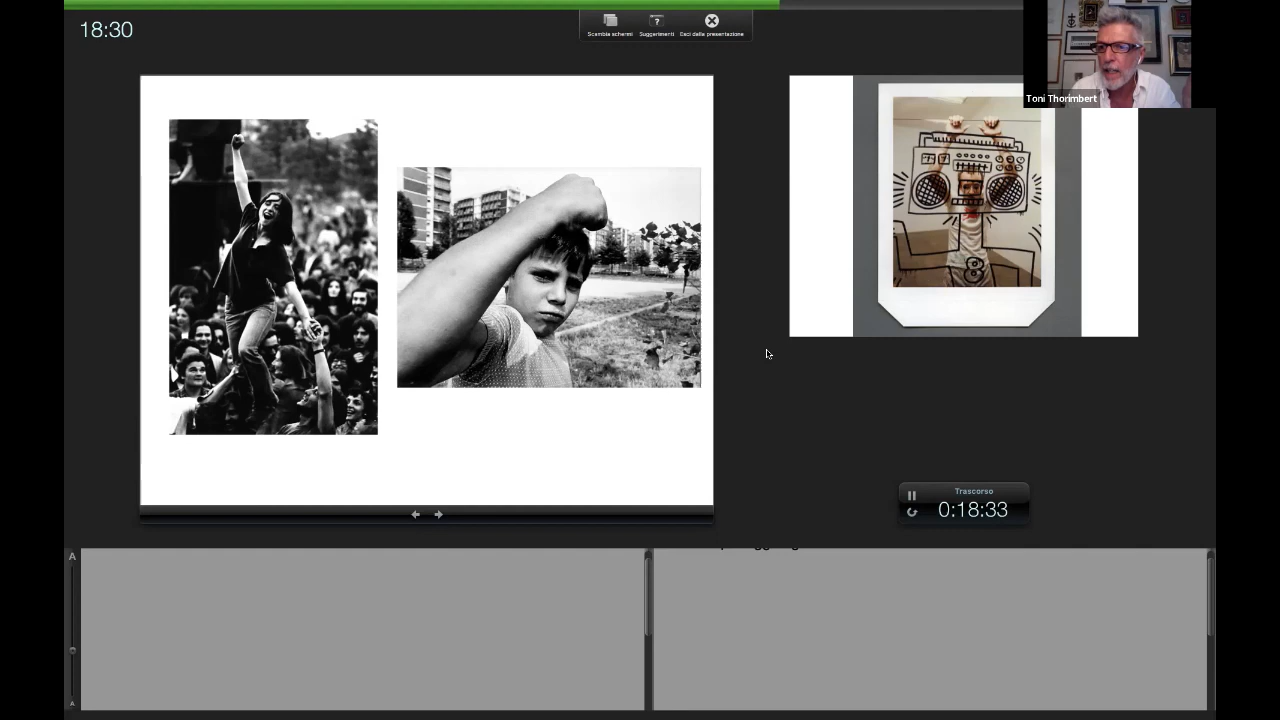 18:30
Scambia schermi
Suggerimenti
Esci dalla presentazione
Toni Thorimbert
Trascorso
0:18:33
A
A